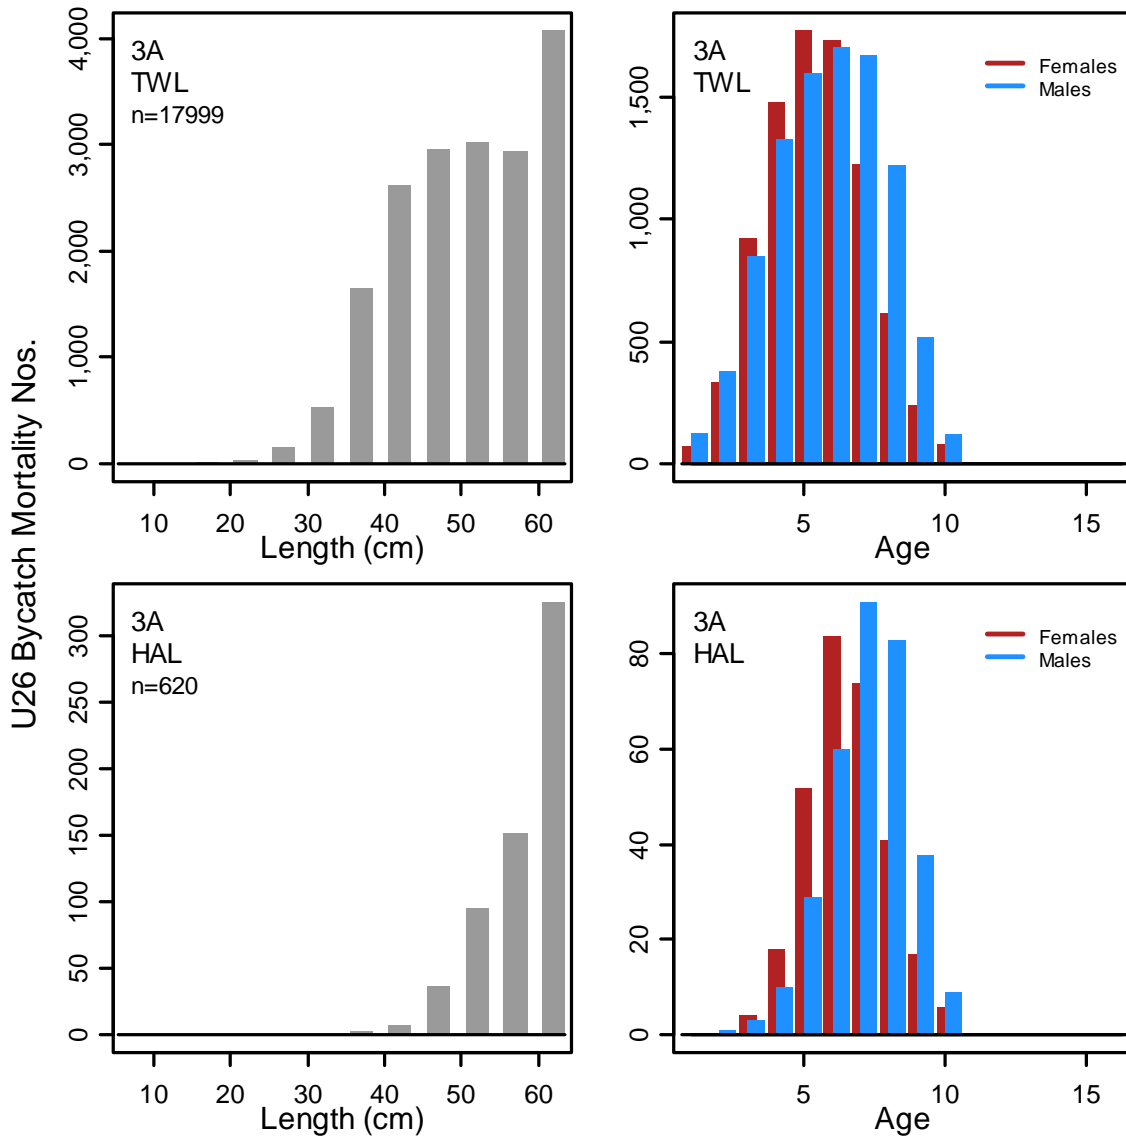 U26 Bycatch Mortality Nos.
3A
TWL
n=17999
4,000
3,000
2,000
1,000
0
10 20 30 40 50 60
Length (cm)
3A
TWL
Females
Males
1,500
1,000
500
0
5 10 15
Age
3A
HAL
n=620
300
250
200
150
100
50
0
10 20 30 40 50 60
Length (cm)
3A
HAL
Females
Males
80
60
40
20
0
5 10 15
Age